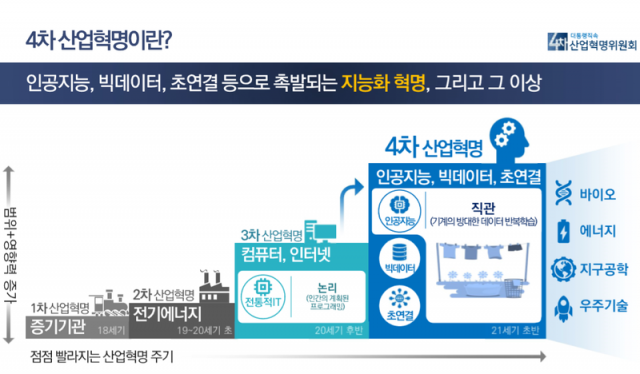 4차 산업혁명이란?
대통령직속
4차 산업혁명위원회
인공지능, 빅데이터, 초연결 등으로 촉발되는 지능화 혁명, 그리고 그 이상
범위+영향력 증가
1차 산업혁명
증기기관
18세기
2차 산업혁명
전기에너지
19~20세기 초
3차 산업혁명
컴퓨터, 인터넷
전통적IT
논리
(인간의 계획된
프로그래밍)
20세기 후반
4차 산업혁명
인공지능, 빅데이터, 초연결
인공지능
빅데이터
초연결
직관
(기계의 방대한 데이터 반복학습)
21세기 초반
바이오
에너지
지구공학
우주기술
점점 빨라지는 산업혁명 주기